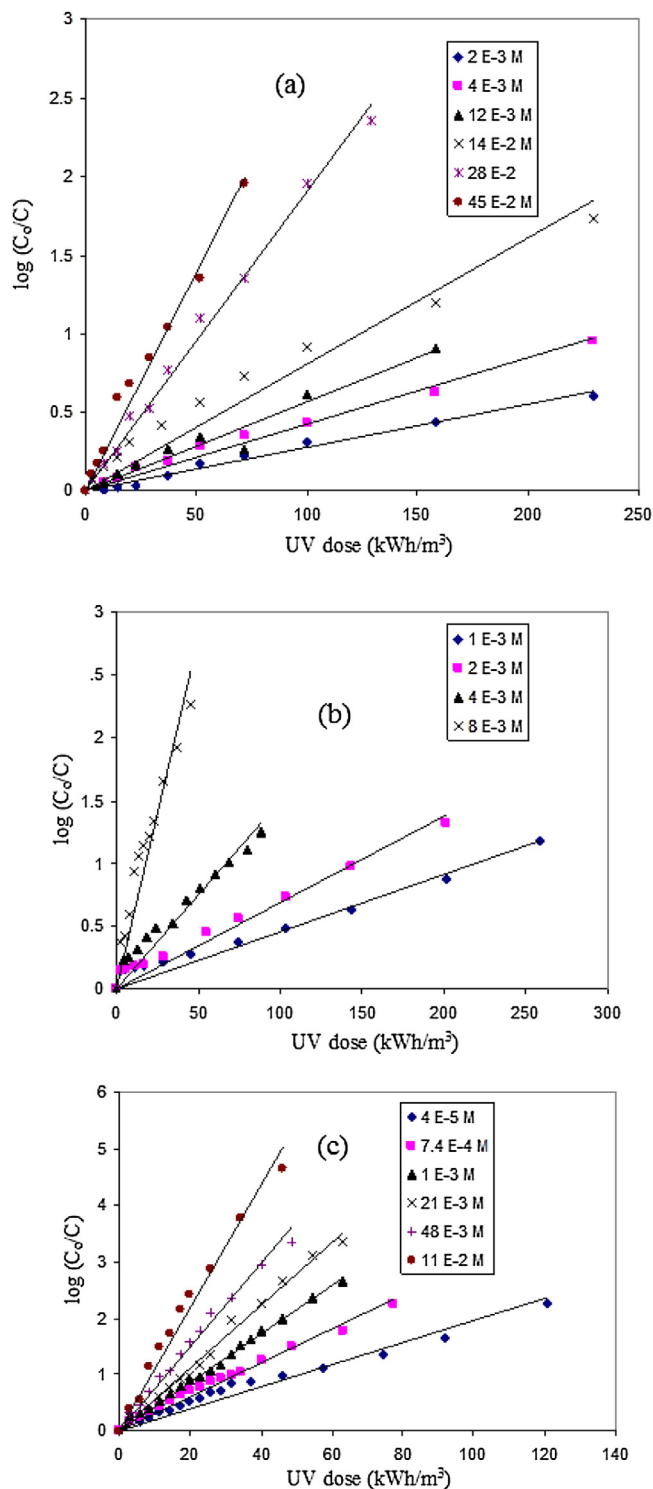 3
2.5
2
1.5
1
0.5
0
log (Co/C)
(a)
2 E-3 M
4 E-3 M
12 E-3 M
14 E-2 M
28 E-2
45 E-2 M
0 50 100 150 200 250
UV dose (kWh/m³)
3
.5
2
1.5
1
0.5
0
log (Co/C)
(b)
1 E-3 M
2 E-3 M
4 E-3 M
8 E-3 M
0 50 100 150 200 250 300
UV dose (kWh/m³)
6
5
4
3
2
1
0
log (Co/C)
(c)
4 E-5 M
7.4 E-4 M
1 E-3 M
21 E-3 M
48 E-3 M
11 E-2 M
0 20 40 60 80 100 120 140
UV dose (kWh/m³)